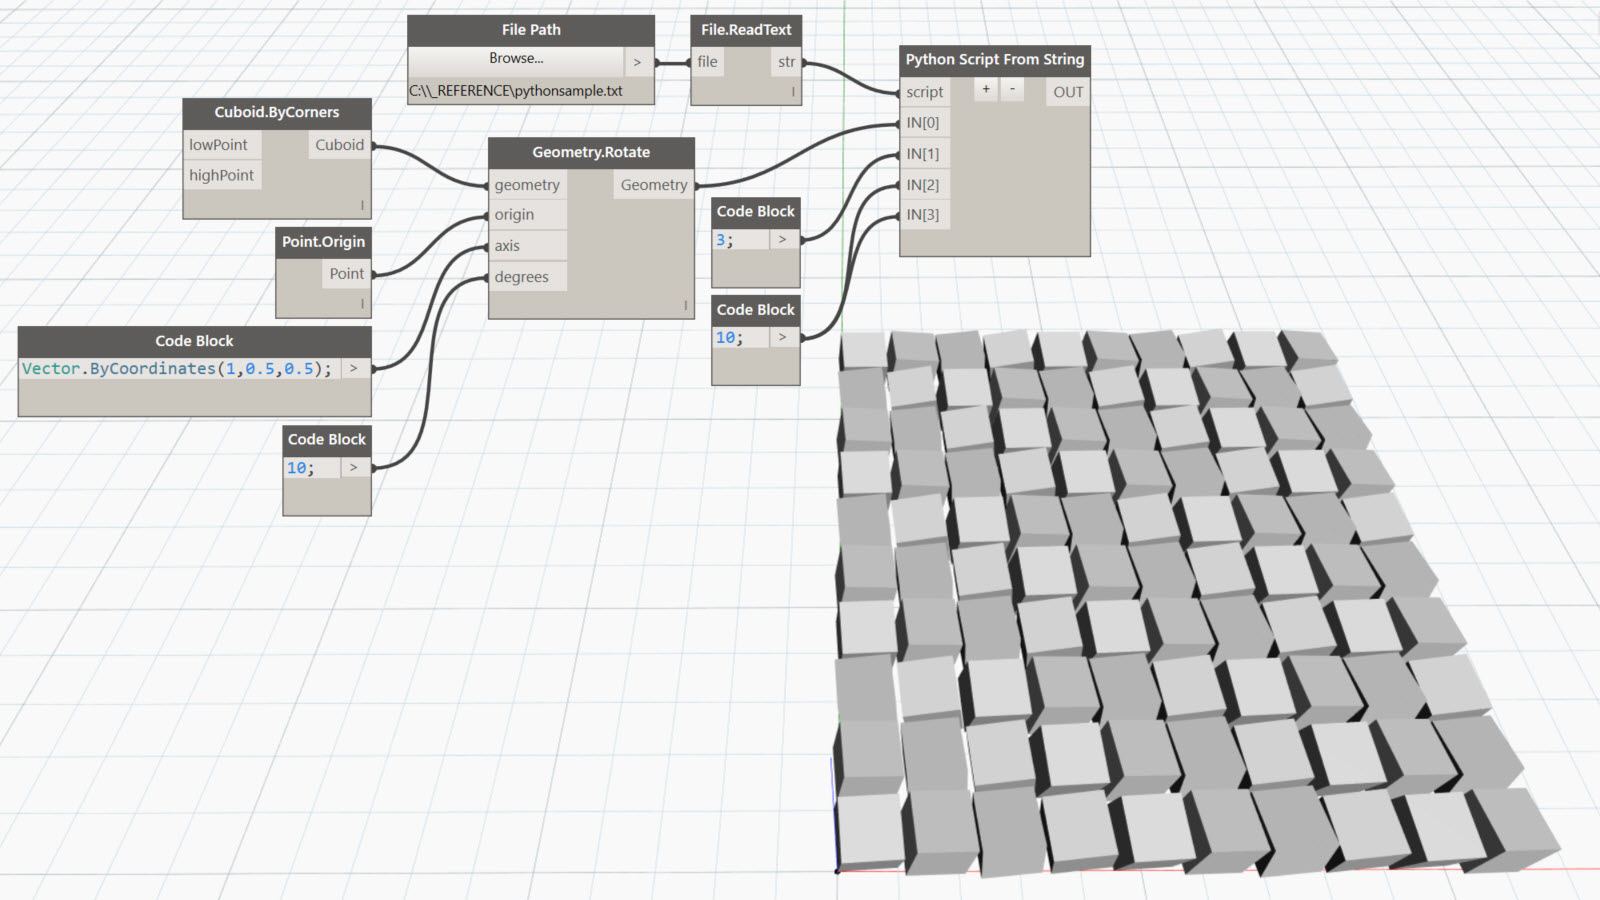 File Path
Browse...
>
C:\\_REFERENCE\pythonsample.txt
File.ReadText
file
str
l
Python Script From String
script
+
-
OUT
IN[0]
IN[1]
IN[2]
IN[3]
Cuboid.ByCorners
lowPoint
Cuboid
highPoint
l
Geometry.Rotate
geometry
Geometry
origin
axis
degrees
l
Point.Origin
Point
l
Code Block
3;
>
Code Block
10;
>
Code Block
Vector.ByCoordinates(1,0.5,0.5);
>
Code Block
10;
>